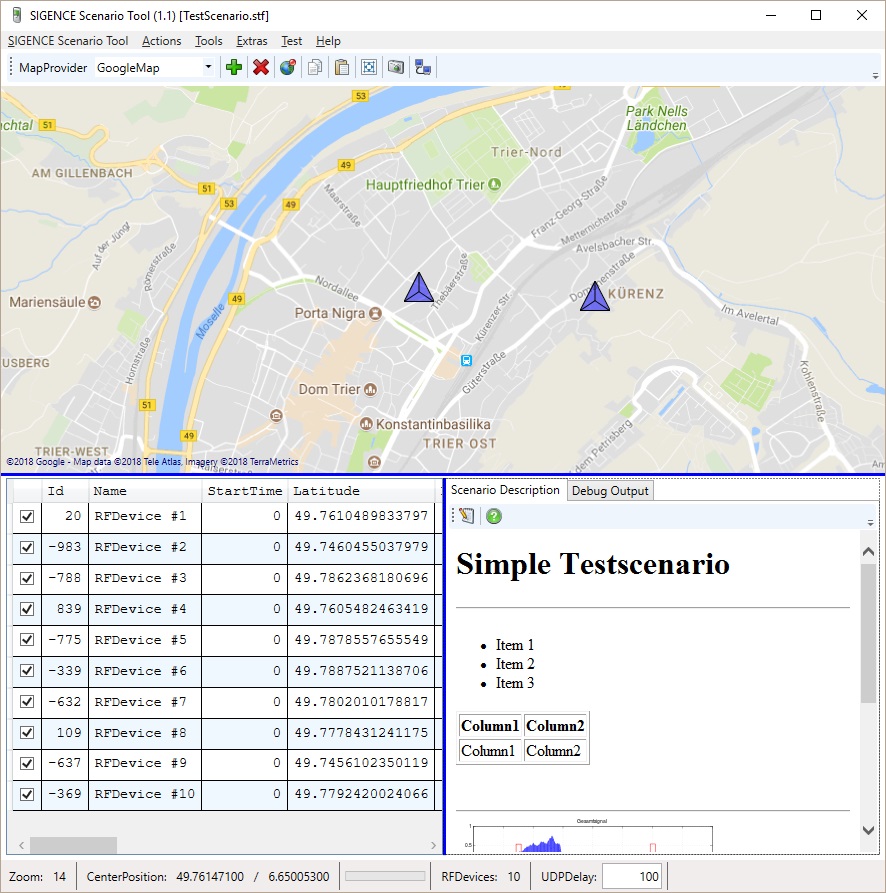 SIGENCE Scenario Tool (1.1) [TestScenario.stf]
SIGENCE Scenario Tool Actions Tools Extras Test Help
MapProvider GoogleMap
53
Park Nells
Ländchen
chtal 51
Trier-Nord
49
AM GILLENBACH
Hauptfriedhof Trier
51
53
49
Maarstraße
Franz-Georg-Straße
Metternichstraße
Auf der Jüngt
Römerstraße
Avelsbacher Str.
Thebäerstraße
Domänenstraße
Nordallee
KÜRENZ
Mariensäule
49
Moselle
Porta Nigra
Kürenzer Str.
Im Avelertal
Hornstraße
USBERG
Güterstraße
Kohlenstraße
Dom Trier
51
Konstantinbasilika
Auf dem Petrisberg
49
TRIER OST
TRIER-WEST
Kaiserstraße
©2018 Google - Map data ©2018 Tele Atlas, Imagery ©2018 TerraMetrics
Id Name StartTime Latitude
20 RFDevice #1 0 49.7610489833797
-983 RFDevice #2 0 49.7460455037979
-788 RFDevice #3 0 49.7862368180696
839 RFDevice #4 0 49.7605482463419
-775 RFDevice #5 0 49.7878557655549
-339 RFDevice #6 0 49.7887521138706
-632 RFDevice #7 0 49.7802010178817
109 RFDevice #8 0 49.7778431241175
-637 RFDevice #9 0 49.7456102350119
-369 RFDevice #10 0 49.7792420024066
Scenario Description Debug Output
Simple Testscenario
Item 1
Item 2
Item 3
Column1 Column2
Column1 Column2
Gesamtsignal
1
0.5
Zoom: 14 CenterPosition: 49.76147100 / 6.65005300 RFDevices: 10 UDPDelay: 100